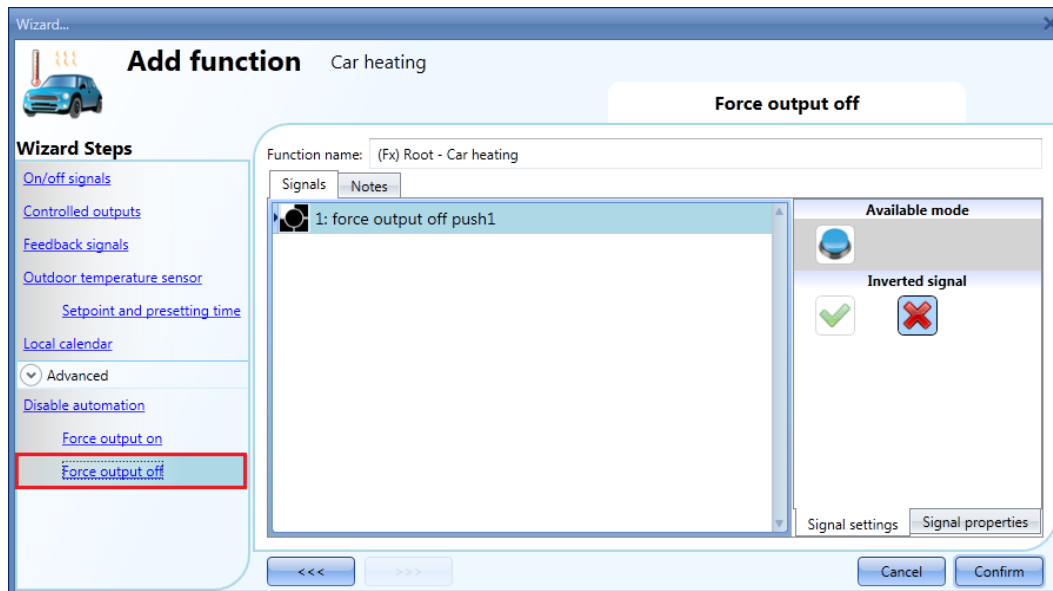 Wizard...
Add function Car heating
Force output off
Wizard Steps
On/off signals
Controlled outputs
Feedback signals
Outdoor temperature sensor
Setpoint and presetting time
Local calendar
Advanced
Disable automation
Force output on
Force output off
Function name: (Fx) Root - Car heating
Signals Notes
1: force output off push1
Available mode
Inverted signal
Signal settings Signal properties
<<< >>> Cancel Confirm